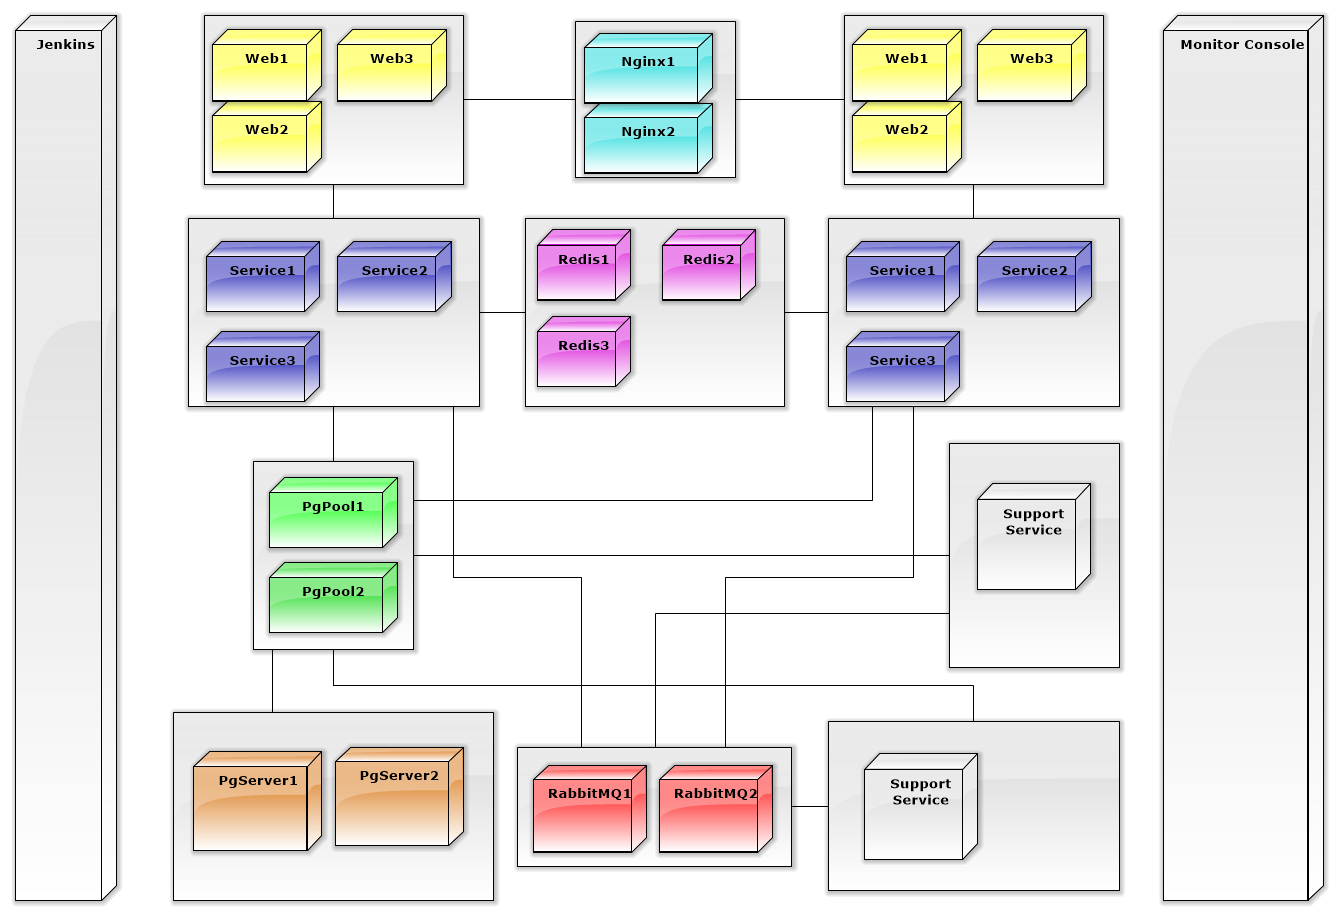 Jenkins
Web1
Web3
Web2
Nginx1
Nginx2
Web1
Web3
Web2
Monitor Console
Service1
Service2
Service3
Redis1
Redis2
Redis3
Service1
Service2
Service3
PgPool1
PgPool2
Support
Service
PgServer1
PgServer2
RabbitMQ1
RabbitMQ2
Support
Service